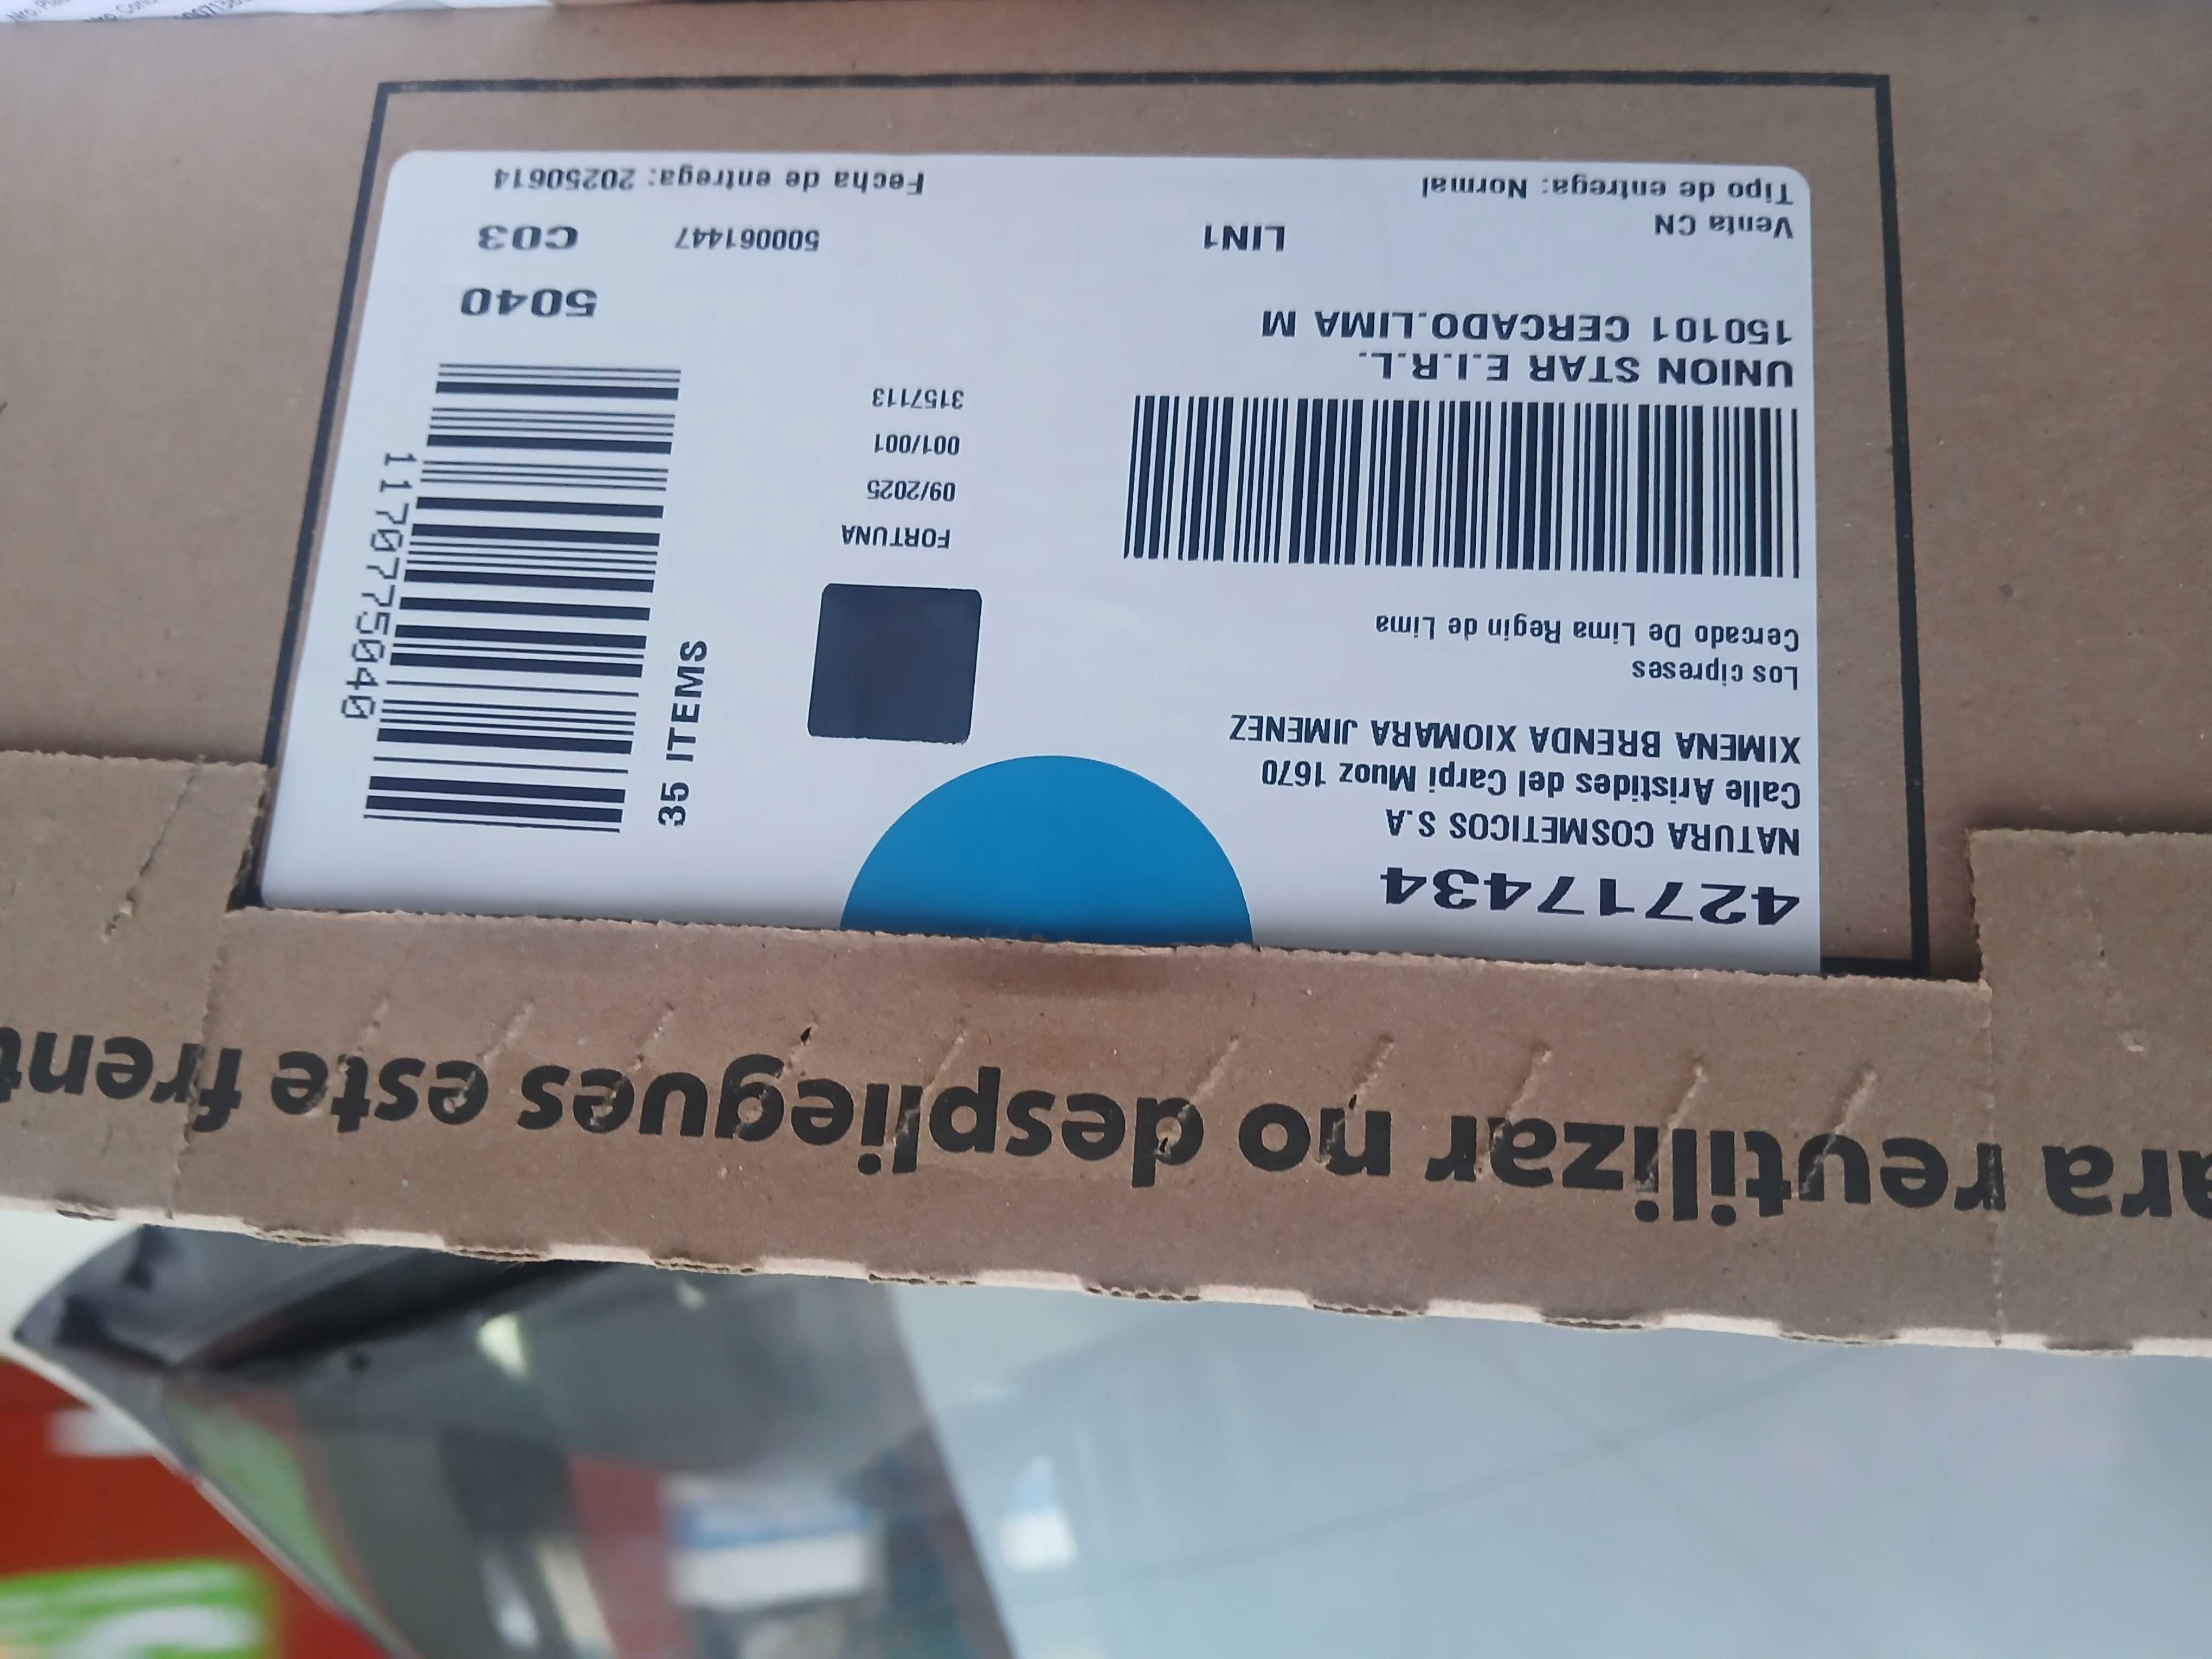 42717434
NATURA COSMETICOS S.A
Calle Aristides del Carpi Muoz 1670
XIMENA BRENDA XIOMARA JIMENEZ
Los cipreses
Cercado De Lima Regin de Lima
UNION STAR E.I.R.L.
150101 CERCADO.LIMA M
Venta CN
LIN1
Tipo de entrega: Normal
FORTUNA
09/2025
001/001
3157113
35 ITEMS
1170775040
5040
500061447
C03
Fecha de entrega: 20250614
ara reutilizar no despliegues este frent